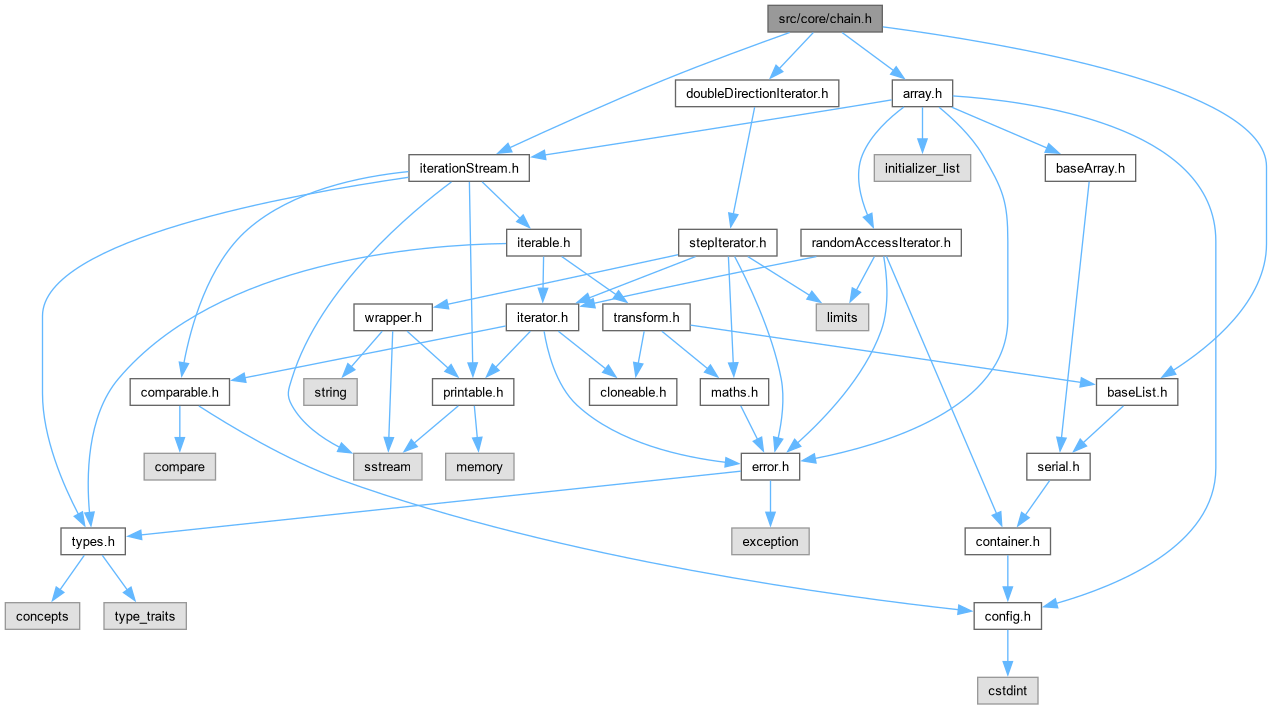 src/core/chain.h
doubleDirectionIterator.h
array.h
iterationStream.h
initializer_list
baseArray.h
iterable.h
stepIterator.h
randomAccessIterator.h
wrapper.h
iterator.h
transform.h
limits
comparable.h
string
printable.h
cloneable.h
maths.h
baseList.h
compare
sstream
memory
error.h
serial.h
types.h
exception
container.h
concepts
type_traits
config.h
cstdint